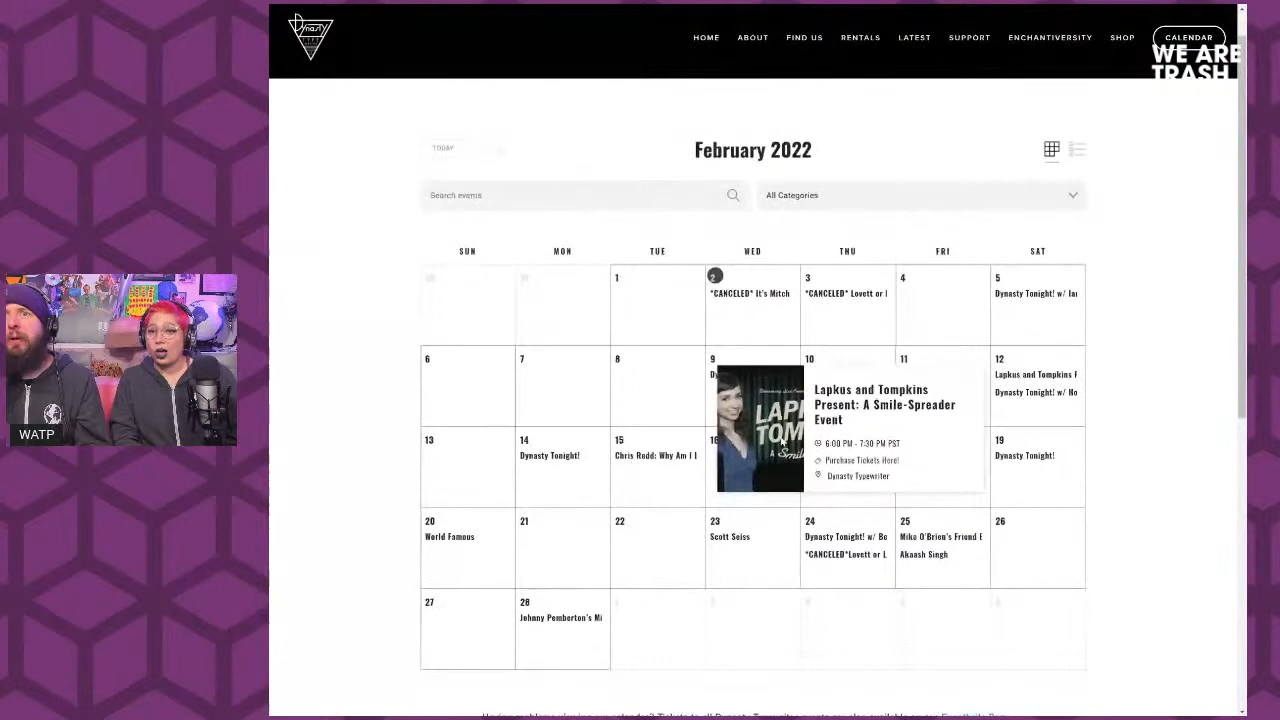 Dynasty
HOME ABOUT FIND US RENTALS LATEST SUPPORT ENCHANTIVERSITY SHOP CALENDAR
WE ARE
TRASH
TODAY
February 2022
Search events
All Categories
SUN MON TUE WED THU FRI SAT
1 2 3 4 5
*CANCELED* It's Mitch
*CANCELED* Lovett or
Dynasty Tonight! w/
6 7 8 9 10 11 12
Lapkus and Tompkins
Dynasty Tonight! w/ Ho
Lapkus and Tompkins
Present: A Smile-Spreader
Event
6:00 PM - 7:30 PM PST
Purchase Tickets Here!
Dynasty Typewriter
13 14 15 19
Dynasty Tonight!
Chris Redd: Why Am I
Dynasty Tonight!
20 21 22 23 24 25 26
World Famous
Scott Seiss
Dynasty Tonight! w/ Be
*CANCELED*Lovett or L
Mike O'Brien's Friend
Akaash Singh
27 28
Johnny Pemberton's Mi
WATP